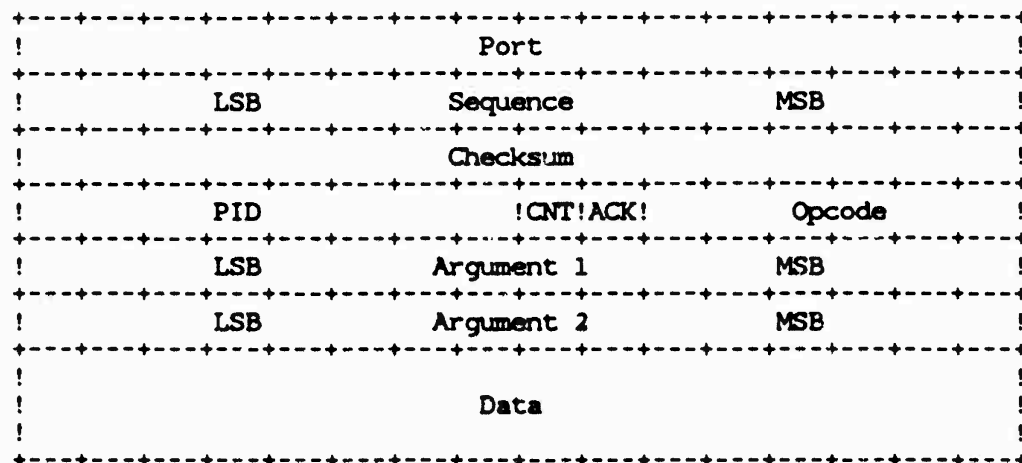 +---+---+---+---+---+---+---+---+---+---+---+---+---+---+---+---+
! Port !
+---+---+---+---+---+---+---+---+---+---+---+---+---+---+---+---+
! LSB Sequence MSB !
+---+---+---+---+---+---+---+---+---+---+---+---+---+---+---+---+
! Checksum !
+---+---+---+---+---+---+---+---+---+---+---+---+---+---+---+---+
! PID !CNT!ACK! Opcode !
+---+---+---+---+---+---+---+---+---+---+---+---+---+---+---+---+
! LSB Argument 1 MSB !
+---+---+---+---+---+---+---+---+---+---+---+---+---+---+---+---+
! LSB Argument 2 MSB !
+---+---+---+---+---+---+---+---+---+---+---+---+---+---+---+---+
! !
! Data !
! !
+---+---+---+---+---+---+---+---+---+---+---+---+---+---+---+---+